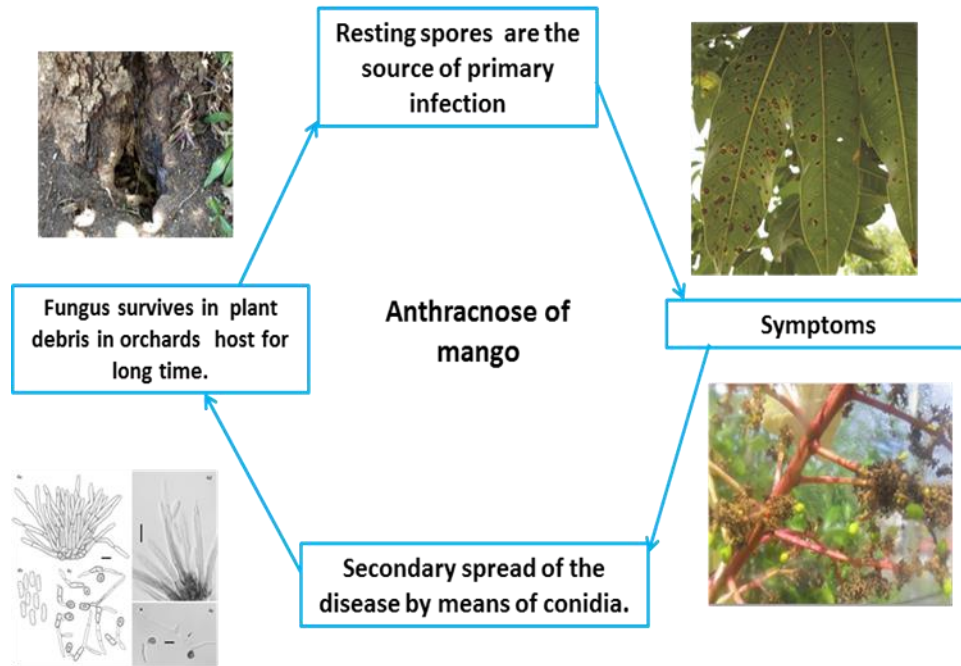 Resting spores are the
source of primary
infection
Fungus survives in plant
debris in orchards host for
long time.
Anthracnose of
mango
Symptoms
Secondary spread of the
disease by means of conidia.